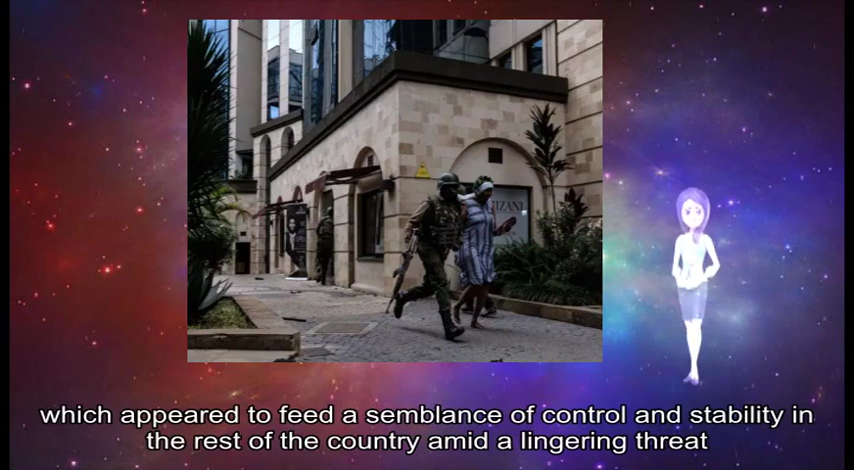 which appeared to feed a semblance of control and stability in
the rest of the country amid a lingering threat